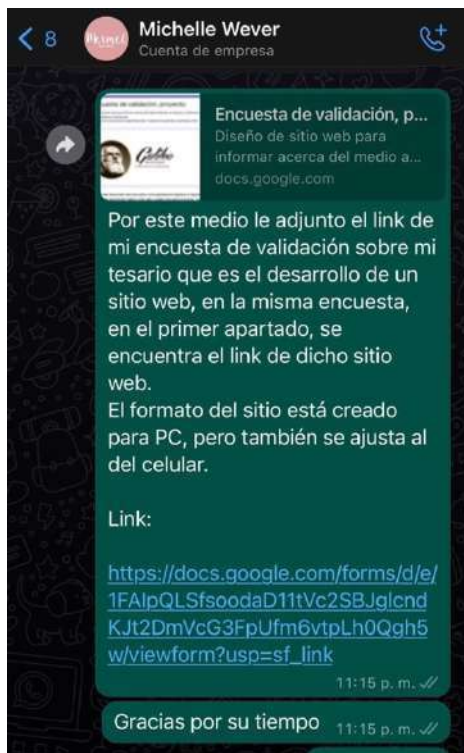 8
Phimel
Michelle Wever
Cuenta de empresa
Encuesta de validación, p...
Diseño de sitio web para
informar acerca del medio a...
docs.google.com
Galileo
Por este medio le adjunto el link de
mi encuesta de validación sobre mi
tesario que es el desarrollo de un
sitio web, en la misma encuesta,
en el primer apartado, se
encuentra el link de dicho sitio
web.
El formato del sitio está creado
para PC, pero también se ajusta al
del celular.
Link:
https://docs.google.com/forms/d/e/
1FAIpQLSfsoodaD11tVc2SBJglcnd
KJt2DmVcG3FpUfm6vtpLh0Qgh5
w/viewform?usp=sf_link
11:15 p. m.
Gracias por su tiempo 11:15 p. m.